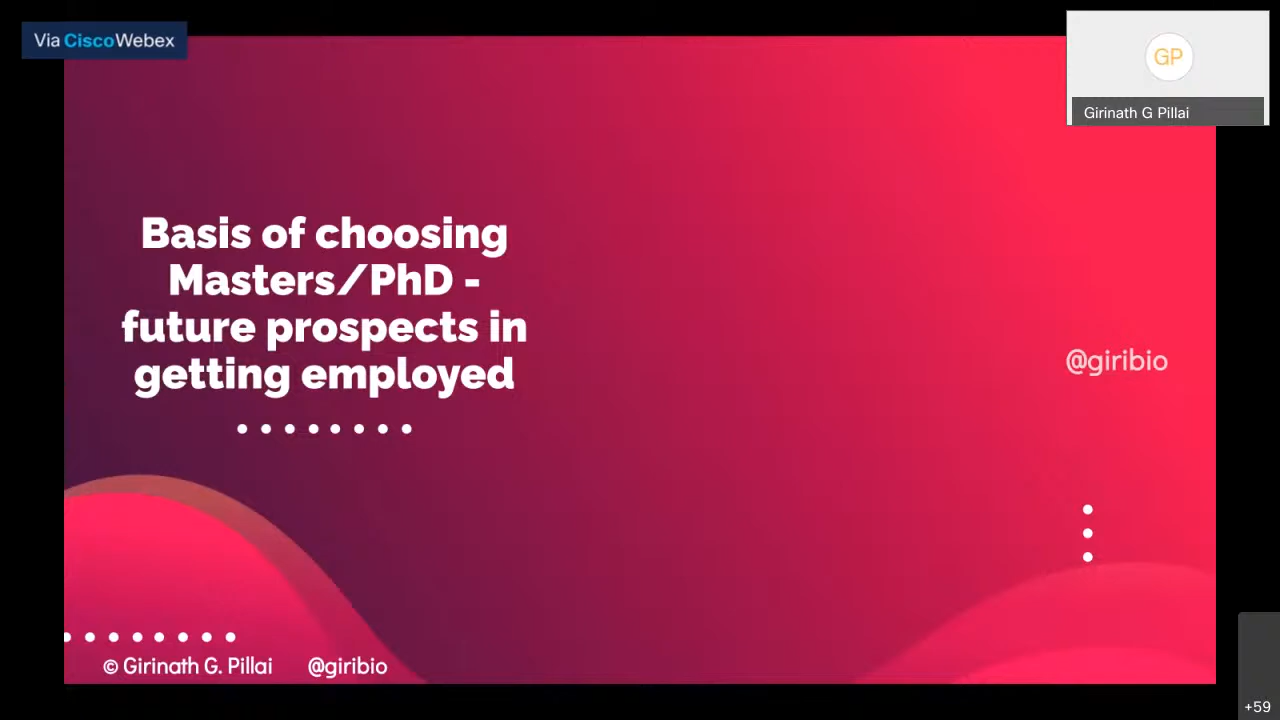 Via CiscoWebex
GP
Girinath G Pillai
Basis of choosing
Masters/PhD -
future prospects in
getting employed
@giribio
© Girinath G. Pillai @giribio
+59